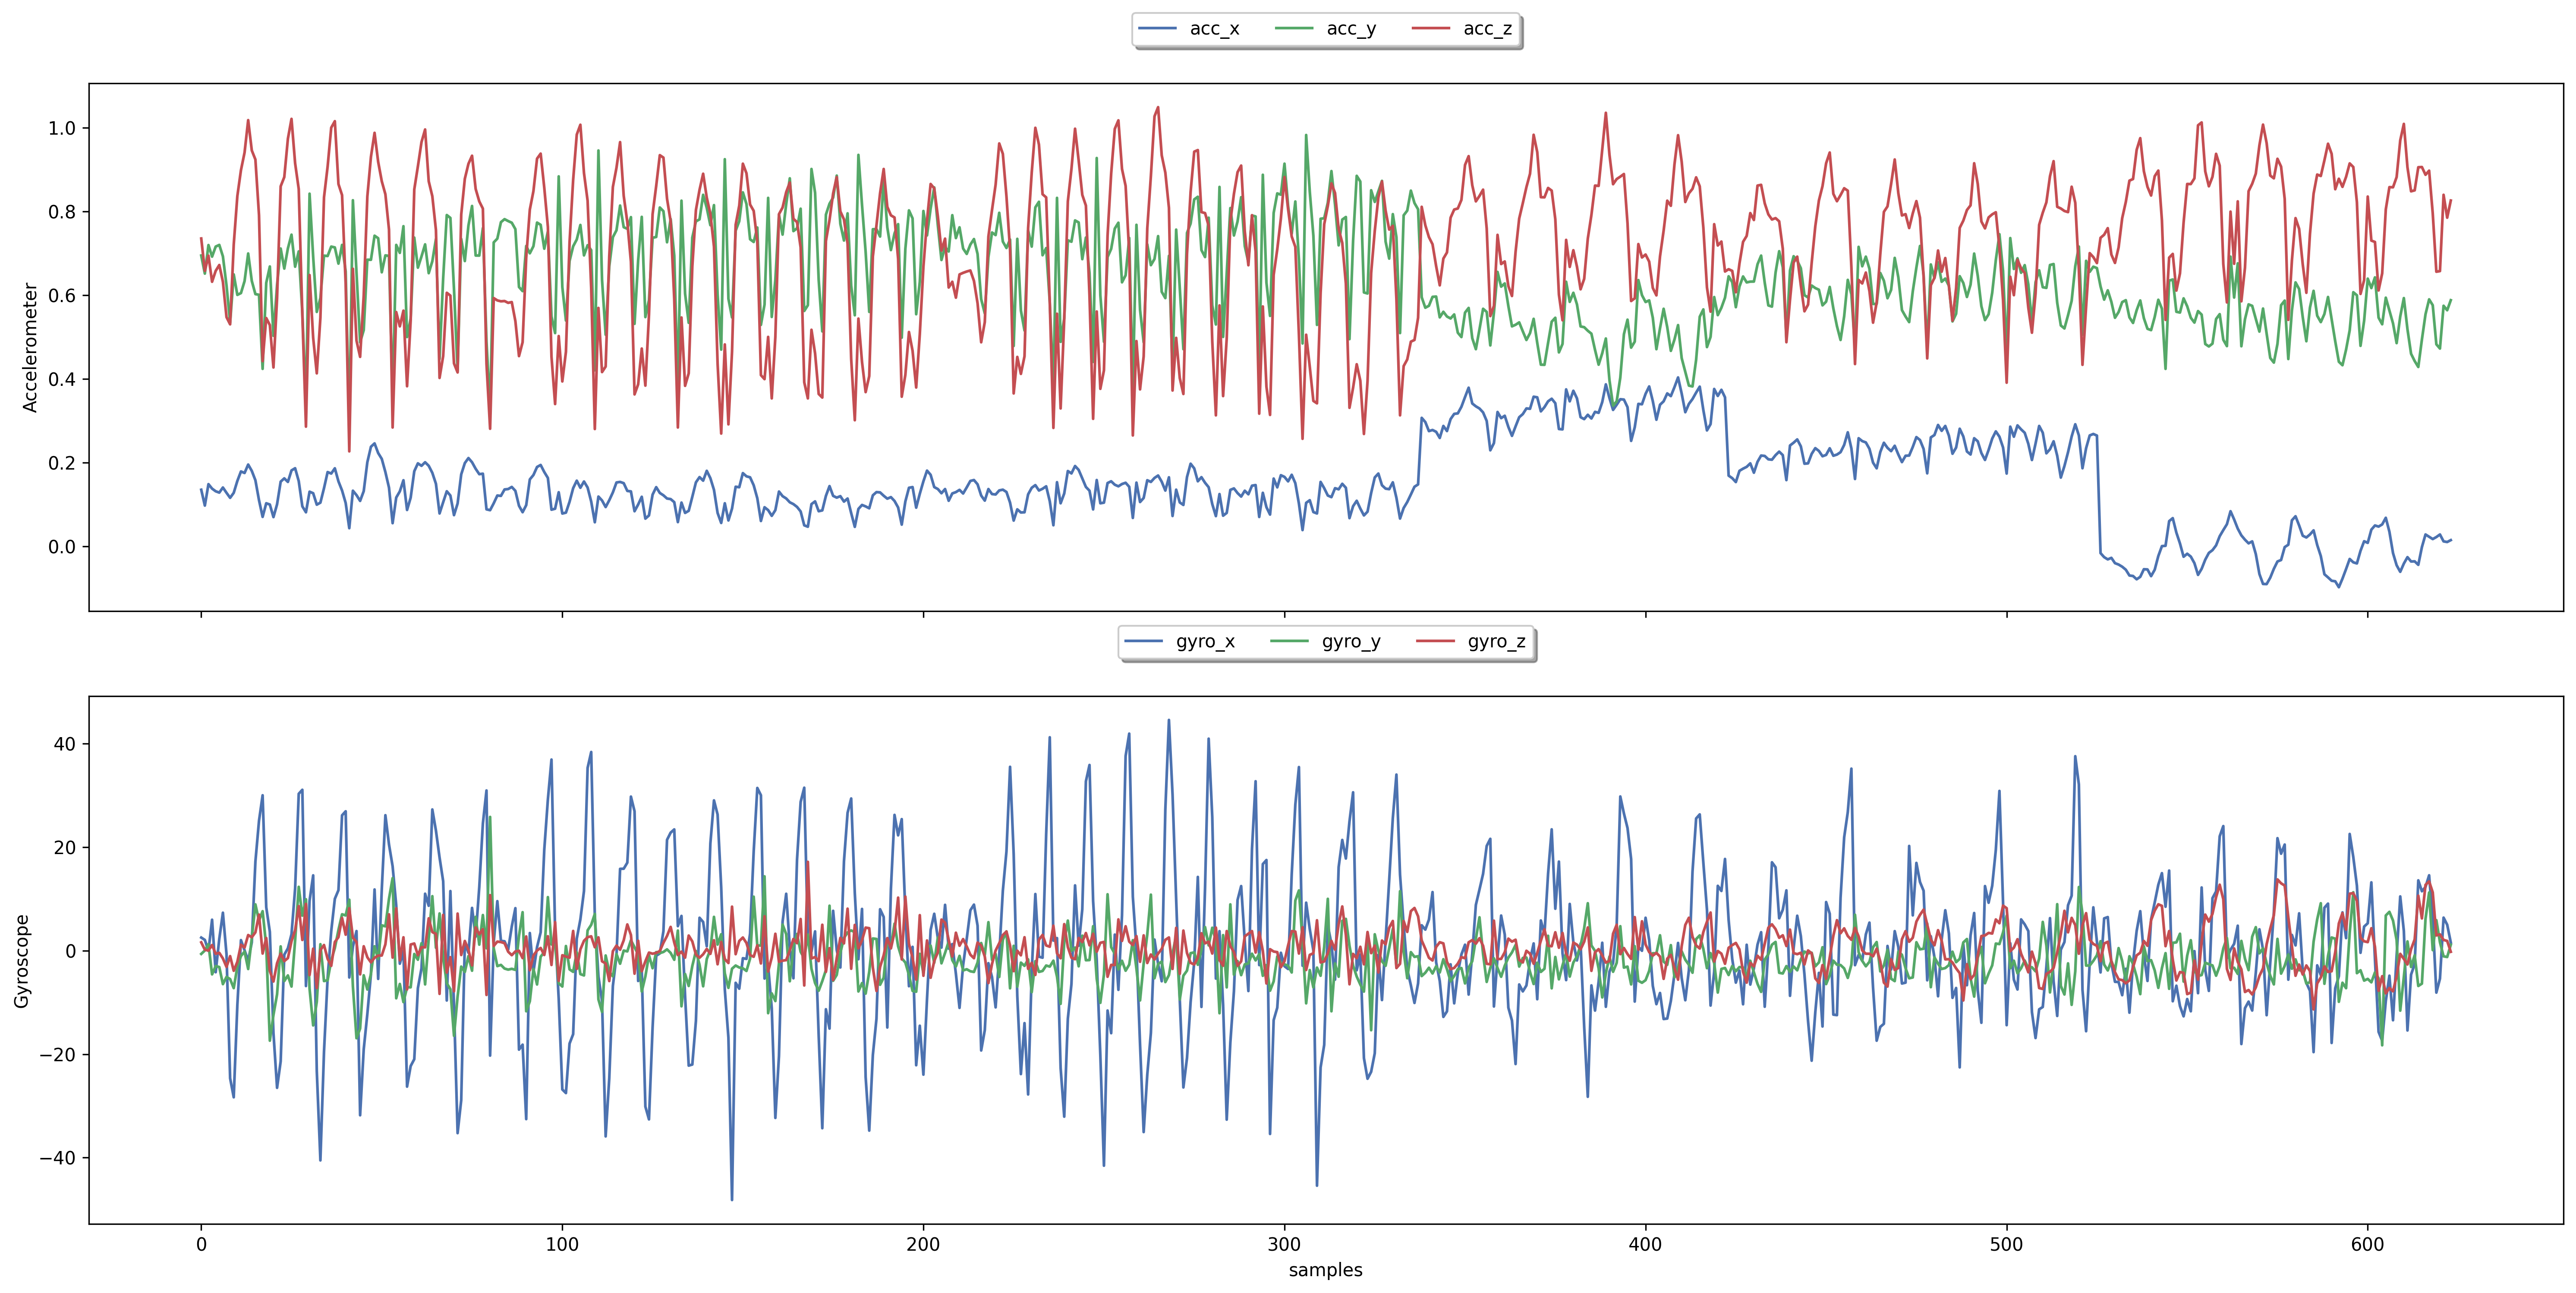 acc_x acc_y acc_z
1.0
0.8
0.6
0.4
0.2
0.0
Accelerometer
gyro_x gyro_y gyro_z
40
20
0
−20
−40
Gyroscope
0 100 200 300 400 500 600
samples